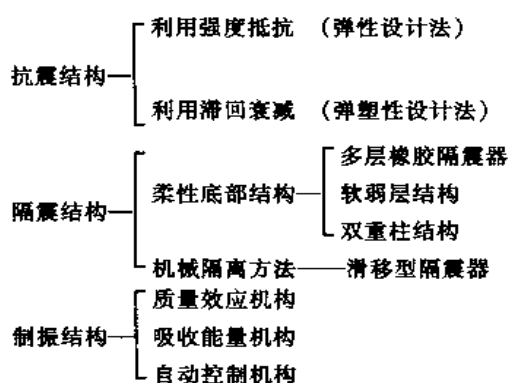 利用强度抵抗 (弹性设计法)
抗震结构
利用滞回衰减 (弹塑性设计法)
多层橡胶隔震器
柔性底部结构
软弱层结构
隔震结构
双重柱结构
机械隔离方法——滑移型隔震器
质量效应机构
制振结构
吸收能量机构
自动控制机构